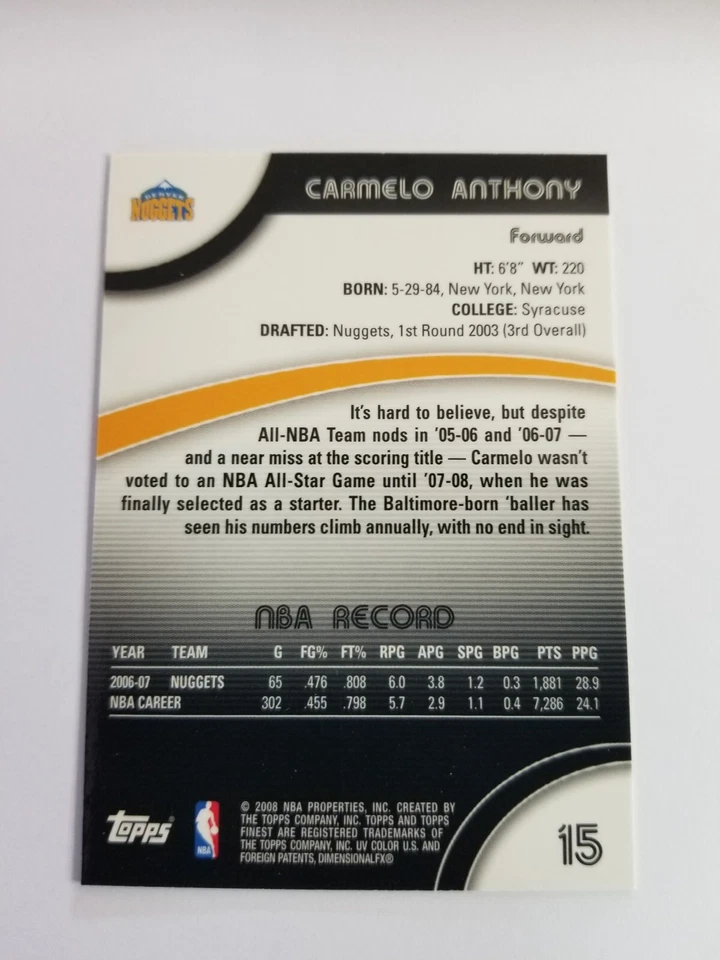 DENVER
NUGGETS
CARMELO ANTHONY
Forward
HT: 6'8" WT: 220
BORN: 5-29-84, New York, New York
COLLEGE: Syracuse
DRAFTED: Nuggets, 1st Round 2003 (3rd Overall)
It's hard to believe, but despite
All-NBA Team nods in '05-06 and '06-07 —
and a near miss at the scoring title — Carmelo wasn't
voted to an NBA All-Star Game until '07-08, when he was
finally selected as a starter. The Baltimore-born 'baller has
seen his numbers climb annually, with no end in sight.
NBA RECORD
YEAR TEAM G FG% FT% RPG APG SPG BPG PTS PPG
2006-07 NUGGETS 65 .476 .808 6.0 3.8 1.2 0.3 1,881 28.9
NBA CAREER 302 .455 .798 5.7 2.9 1.1 0.4 7,286 24.1
Topps®
NBA
© 2008 NBA PROPERTIES, INC. CREATED BY
THE TOPPS COMPANY, INC. TOPPS AND TOPPS
FINEST ARE REGISTERED TRADEMARKS OF
THE TOPPS COMPANY, INC. UV COLOR U.S. AND
FOREIGN PATENTS, DIMENSIONALFX®
15